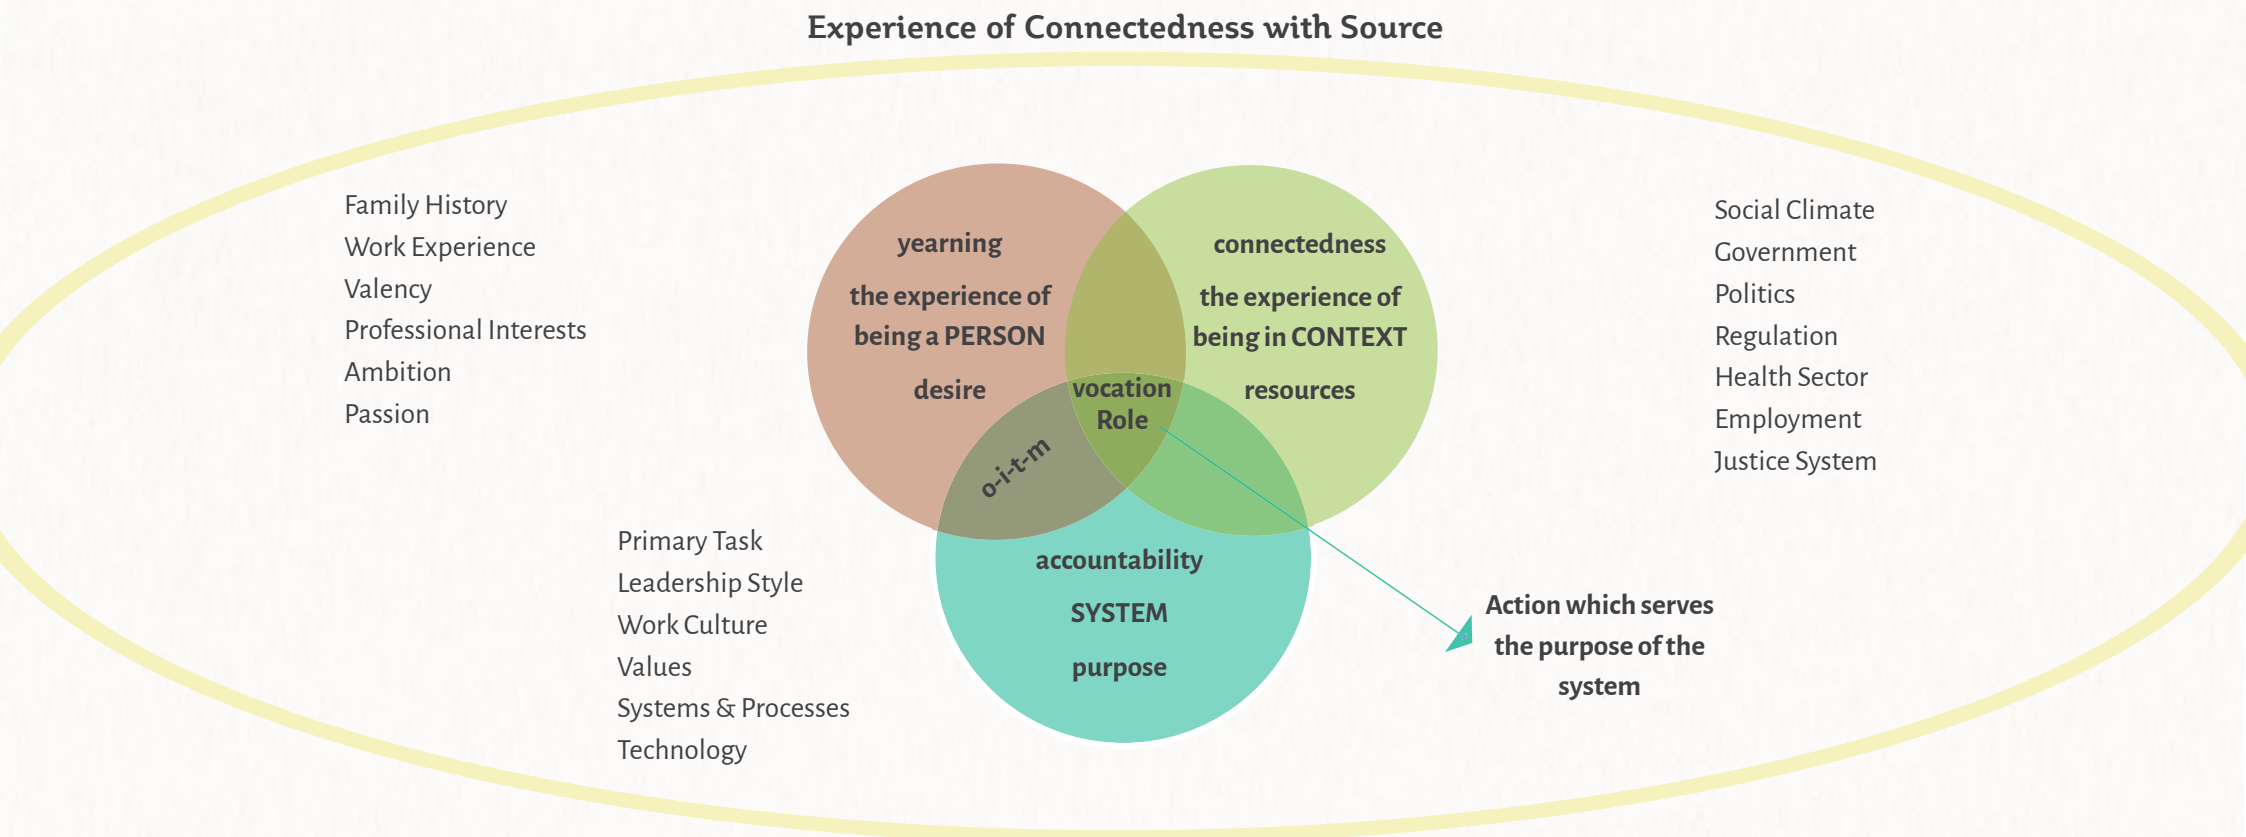 Experience of Connectedness with Source
Family History
Work Experience
Valency
Professional Interests
Ambition
Passion
yearning
the experience of
being a PERSON
desire
connectedness
the experience of
being in CONTEXT
resources
vocation
Role
o-i-t-m
Social Climate
Government
Politics
Regulation
Health Sector
Employment
Justice System
Primary Task
Leadership Style
Work Culture
Values
Systems & Processes
Technology
accountability
SYSTEM
purpose
Action which serves
the purpose of the
system